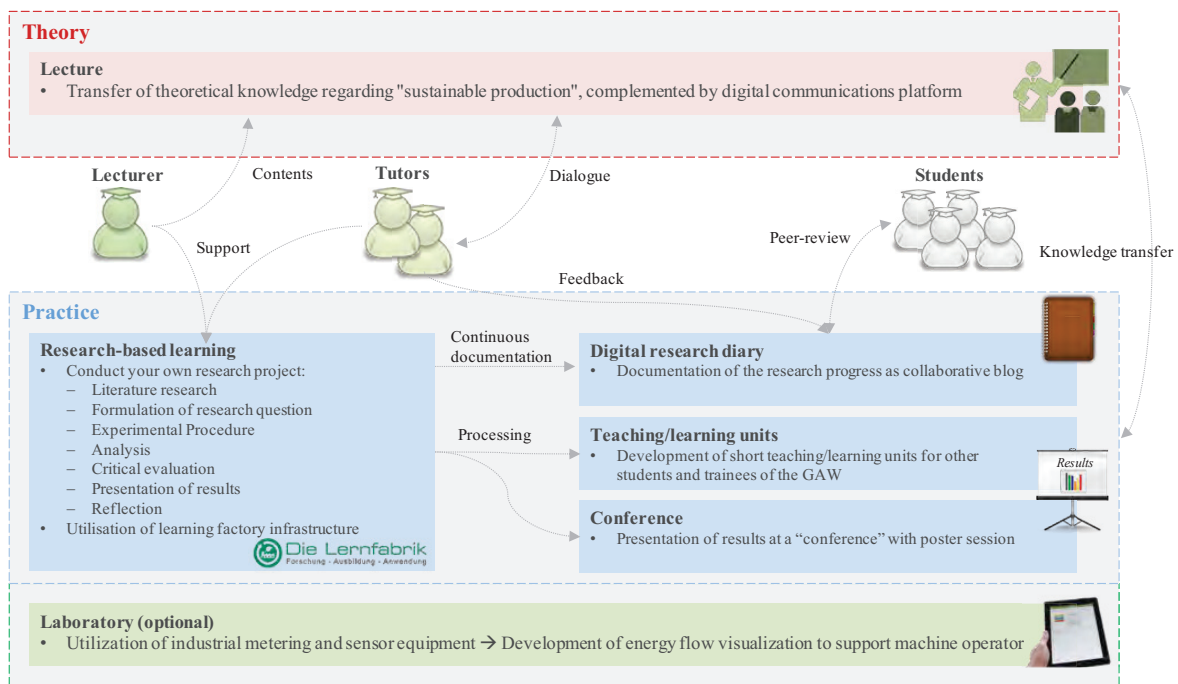 Theory
Lecture
• Transfer of theoretical knowledge regarding "sustainable production", complemented by digital communications platform
Lecturer
Contents
Tutors
Dialogue
Students
Support
Peer-review
Knowledge transfer
Feedback
Practice
Research-based learning
• Conduct your own research project:
– Literature research
– Formulation of research question
– Experimental Procedure
– Analysis
– Critical evaluation
– Presentation of results
– Reflection
• Utilisation of learning factory infrastructure
Die Lernfabrik
Forschung - Ausbildung - Anwendung
Continuous
documentation
Processing
Digital research diary
• Documentation of the research progress as collaborative blog
Teaching/learning units
• Development of short teaching/learning units for other
students and trainees of the GAW
Results
Conference
• Presentation of results at a “conference” with poster session
Laboratory (optional)
• Utilization of industrial metering and sensor equipment → Development of energy flow visualization to support machine operator